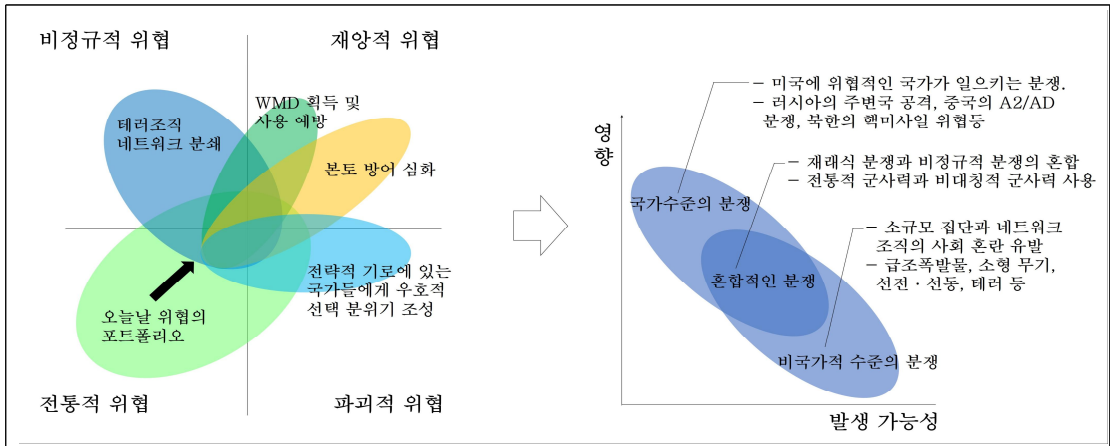 비정규적 위협
재앙적 위협
WMD 획득 및
사용 예방
테러조직
네트워크 분쇄
본토 방어 심화
전략적 기로에 있는
국가들에게 우호적
선택 분위기 조성
오늘날 위협의
포트폴리오
전통적 위협
파괴적 위협
영향
– 미국에 위협적인 국가가 일으키는 분쟁.
– 러시아의 주변국 공격, 중국의 A2/AD
분쟁, 북한의 핵미사일 위협등
– 재래식 분쟁과 비정규적 분쟁의 혼합
– 전통적 군사력과 비대칭적 군사력 사용
국가수준의 분쟁
– 소규모 집단과 네트워크
조직의 사회 혼란 유발
– 급조폭발물, 소형 무기,
선전 · 선동, 테러 등
혼합적인 분쟁
비국가적 수준의 분쟁
발생 가능성